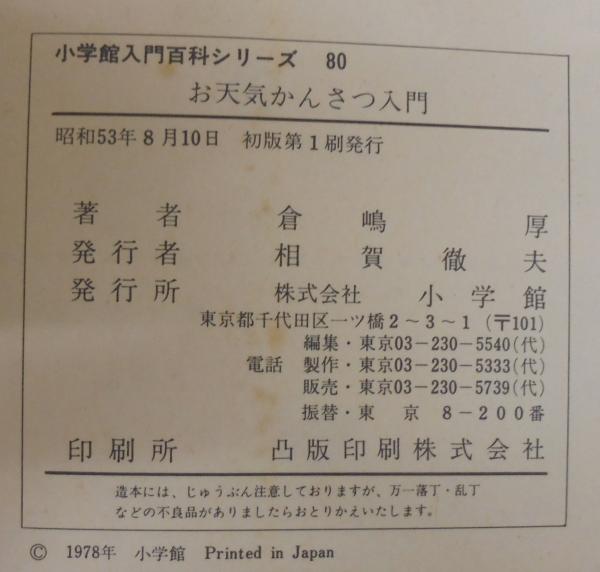 小学館入門百科シリーズ 80
お天気かんさつ入門
昭和53年8月10日 初版第1刷発行
著者 倉嶋厚
発行者 相賀徹夫
発行所 株式会社 小学館
東京都千代田区一ツ橋2〜3〜1 (〒101)
編集・東京03-230-5540(代)
電話 製作・東京03-230-5333(代)
販売・東京03-230-5739(代)
振替・東京 8-200番
印刷所 凸版印刷株式会社
造本には、じゅうぶん注意しておりますが、万一落丁・乱丁
などの不良品がありましたらおとりかえいたします。
© 1978年 小学館 Printed in Japan